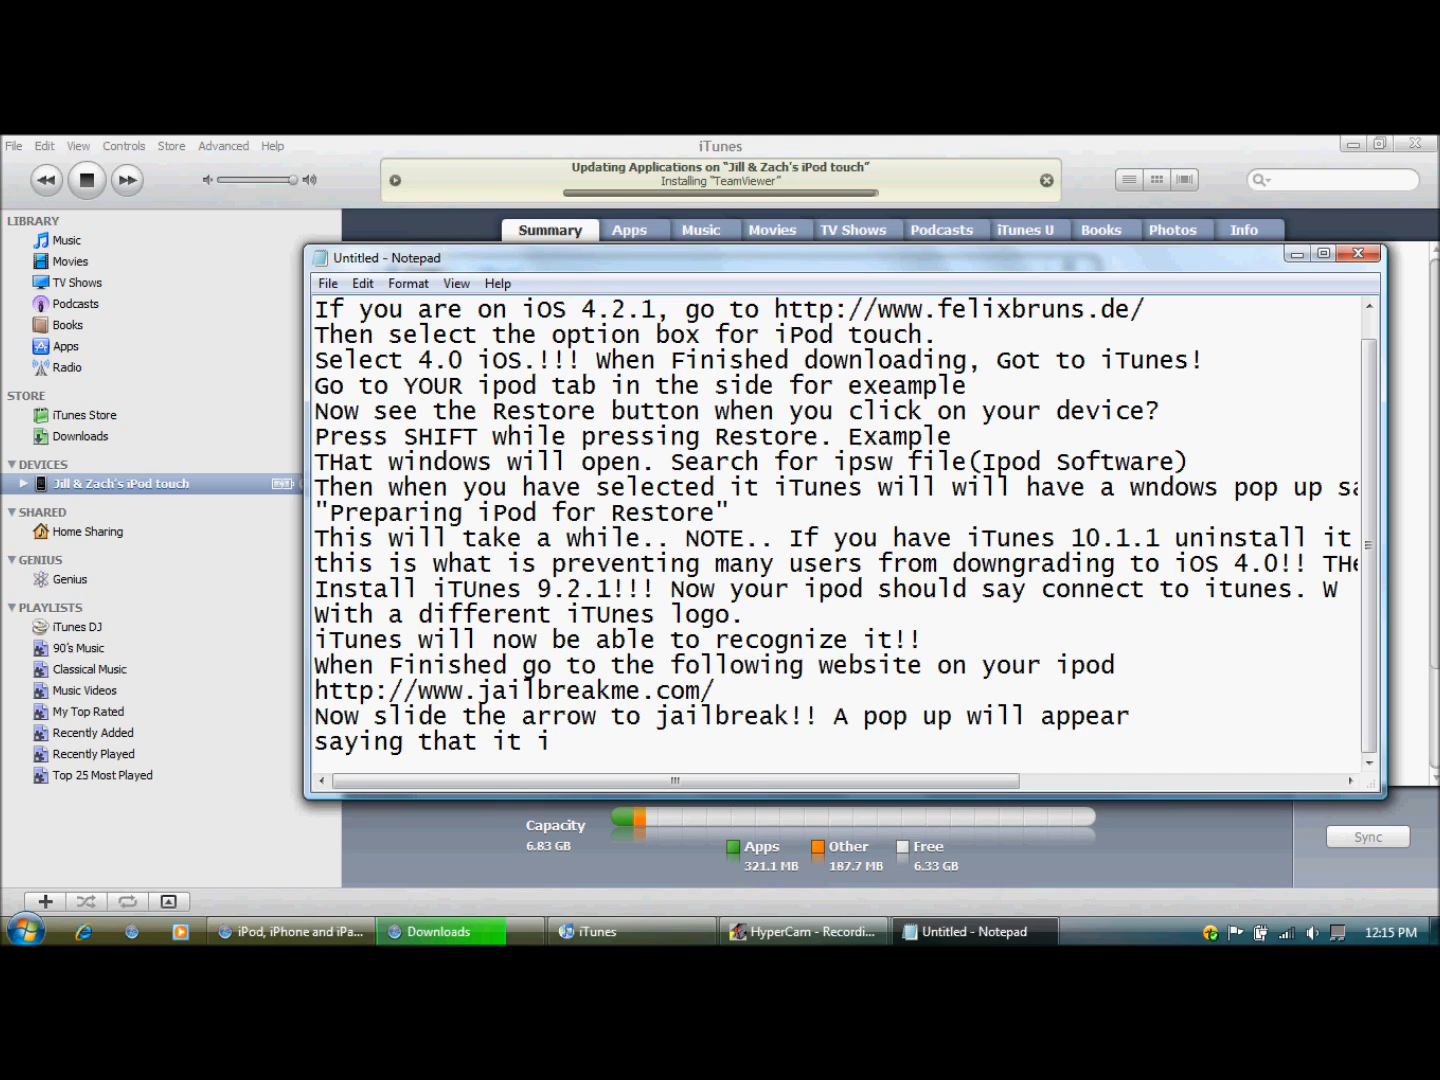 File Edit View Controls Store Advanced Help
iTunes
Updating Applications on "Jill & Zach's iPod touch"
Installing "TeamViewer"
LIBRARY
Music
Movies
TV Shows
Podcasts
Books
Apps
Radio
STORE
iTunes Store
Downloads
DEVICES
Jill & Zach's iPod touch
SHARED
Home Sharing
GENIUS
Genius
PLAYLISTS
iTunes DJ
90's Music
Classical Music
Music Videos
My Top Rated
Recently Added
Recently Played
Top 25 Most Played
Summary Apps Music Movies TV Shows Podcasts iTunes U Books Photos Info
Untitled - Notepad
File Edit Format View Help
If you are on iOS 4.2.1, go to http://www.felixbruns.de/
Then select the option box for iPod touch.
Select 4.0 iOS.!!! When Finished downloading, Got to iTunes!
Go to YOUR ipod tab in the side for exeample
Now see the Restore button when you click on your device?
Press SHIFT while pressing Restore. Example
THat windows will open. Search for ipsw file(Ipod Software)
Then when you have selected it iTunes will will have a wndows pop up sa
"Preparing iPod for Restore"
This will take a while.. NOTE.. If you have iTunes 10.1.1 uninstall it
this is what is preventing many users from downgrading to iOS 4.0!! THe
Install iTUnes 9.2.1!!! Now your ipod should say connect to itunes. W
With a different iTUnes logo.
iTunes will now be able to recognize it!!
When Finished go to the following website on your ipod
http://www.jailbreakme.com/
Now slide the arrow to jailbreak!! A pop up will appear
saying that it i
Capacity
6.83 GB
Apps
321.1 MB
Other
187.7 MB
Free
6.33 GB
Sync
iPod, iPhone and iPa...
Downloads
iTunes
HyperCam - Recordi...
Untitled - Notepad
12:15 PM